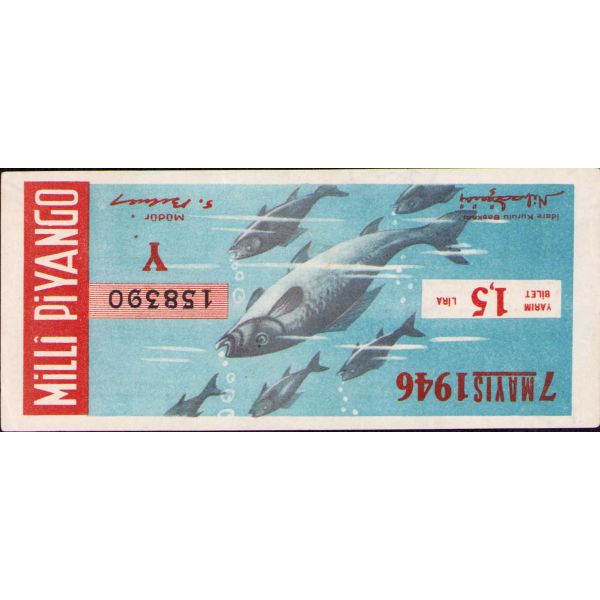 MİLLİ PİYANGO
7 MAYIS 1946
YARIM
BİLET
1,5
LİRA
158390
Y
İdare Kurulu Başkanı
Müdür